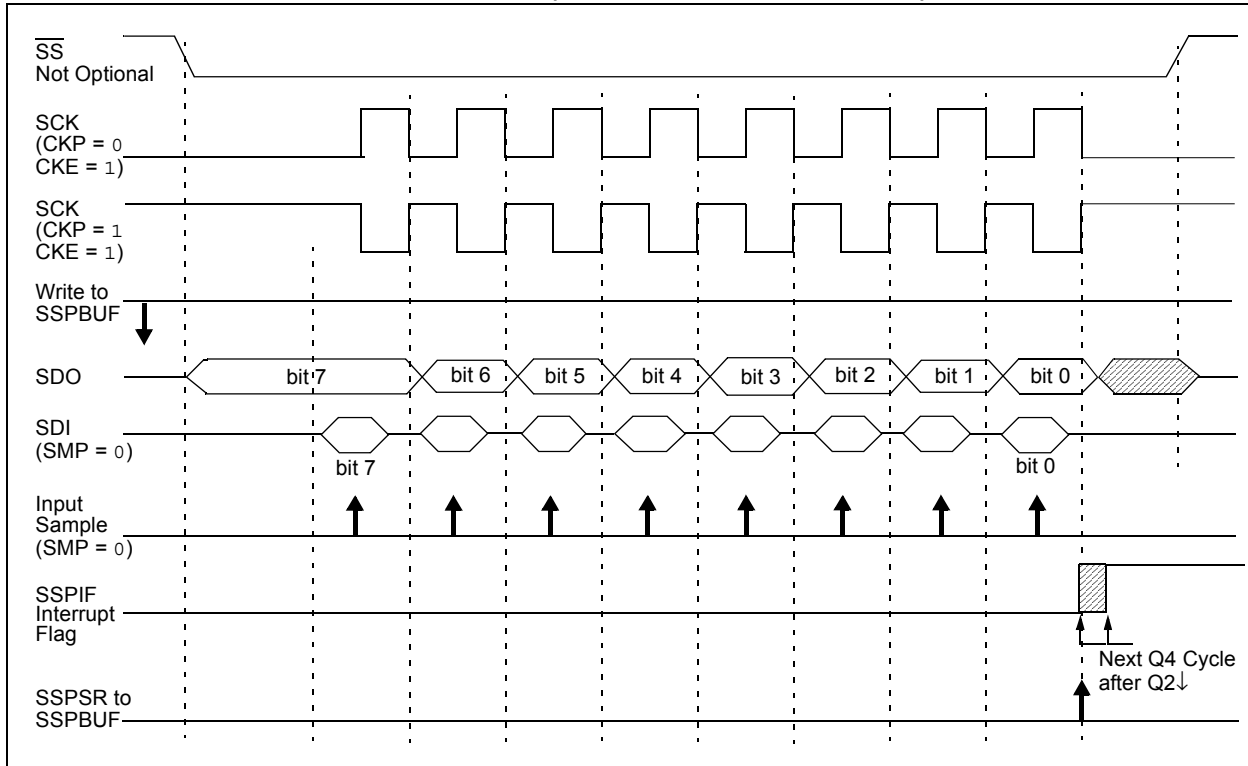 SS
Not Optional
SCK
(CKP = 0
CKE = 1)
SCK
(CKP = 1
CKE = 1)
Write to
SSPBUF
SDO
bit 7
bit 6
bit 5
bit 4
bit 3
bit 2
bit 1
bit 0
SDI
(SMP = 0)
bit 7
bit 0
Input
Sample
(SMP = 0)
SSPIF
Interrupt
Flag
Next Q4 Cycle
after Q2↓
SSPSR to
SSPBUF